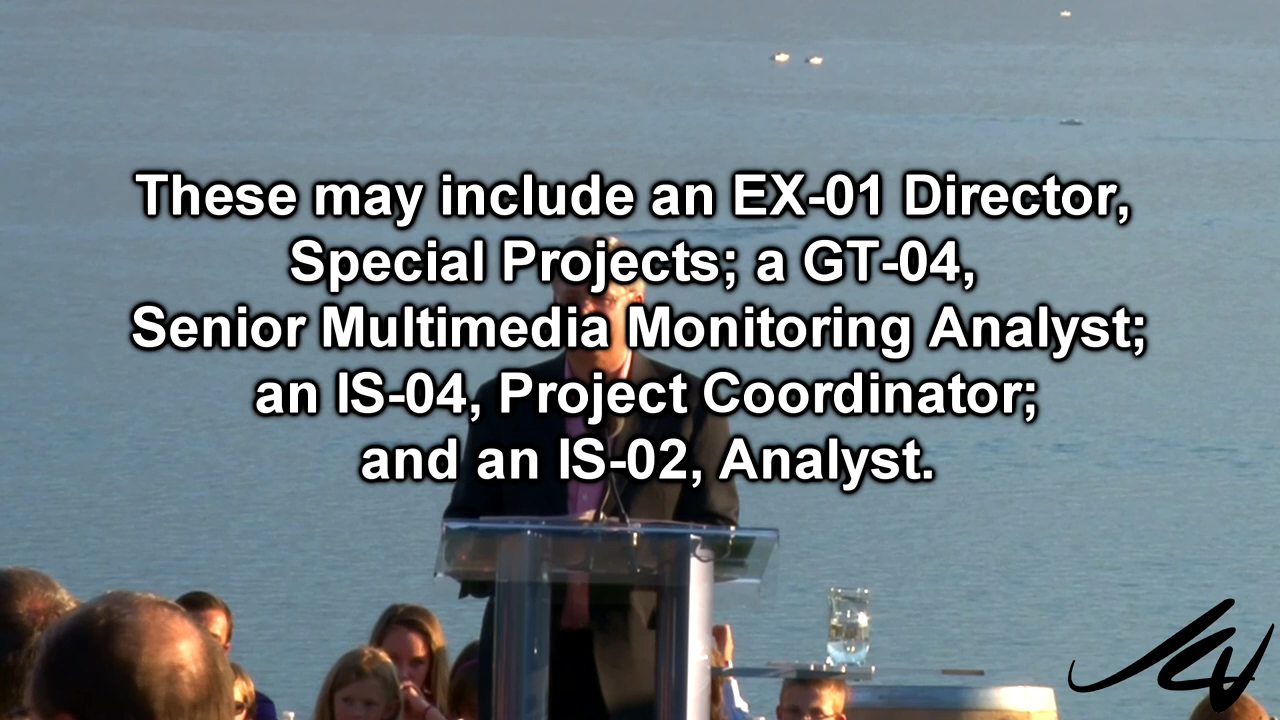 These may include an EX-01 Director,
Special Projects; a GT-04,
Senior Multimedia Monitoring Analyst;
an IS-04, Project Coordinator;
and an IS-02, Analyst.